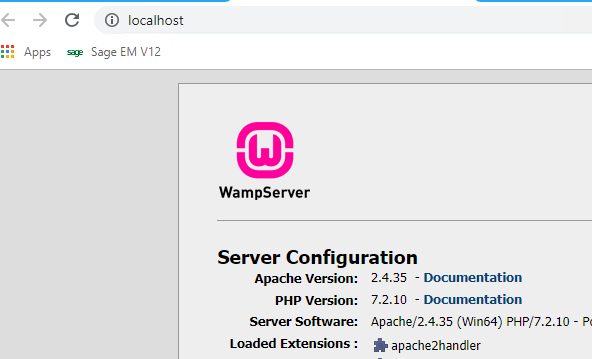 localhost
Apps sage Sage EM V12
W
WampServer
Server Configuration
Apache Version: 2.4.35 - Documentation
PHP Version: 7.2.10 - Documentation
Server Software: Apache/2.4.35 (Win64) PHP/7.2.10 - Po
Loaded Extensions : apache2handler